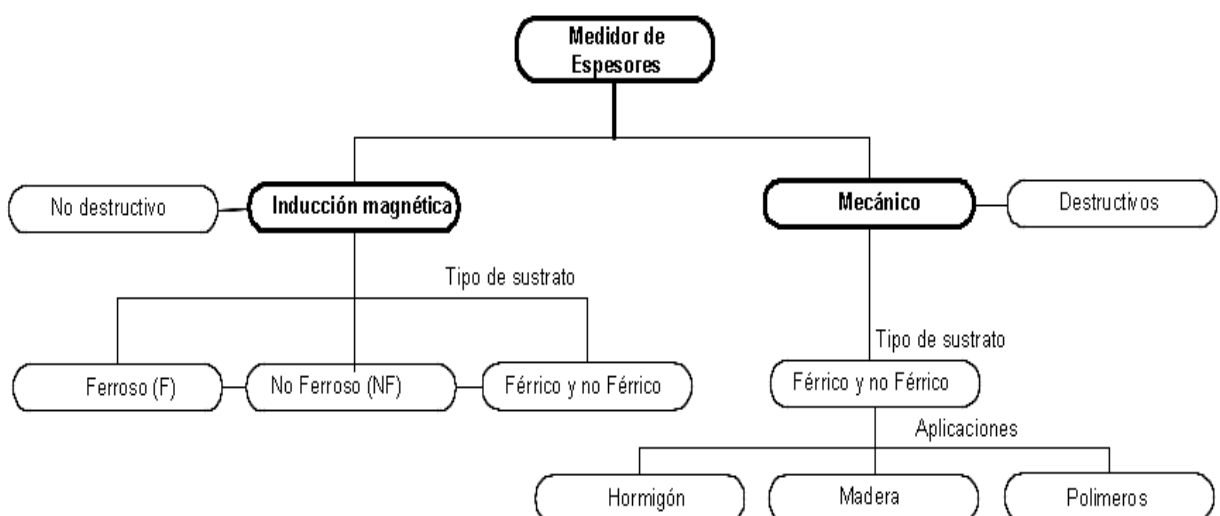 Medidor de
Espesores
No destructivo
Inducción magnética
Mecánico
Destructivos
Tipo de sustrato
Tipo de sustrato
Ferroso (F)
No Ferroso (NF)
Férrico y no Férrico
Férrico y no Férrico
Aplicaciones
Hormigón
Madera
Polimeros